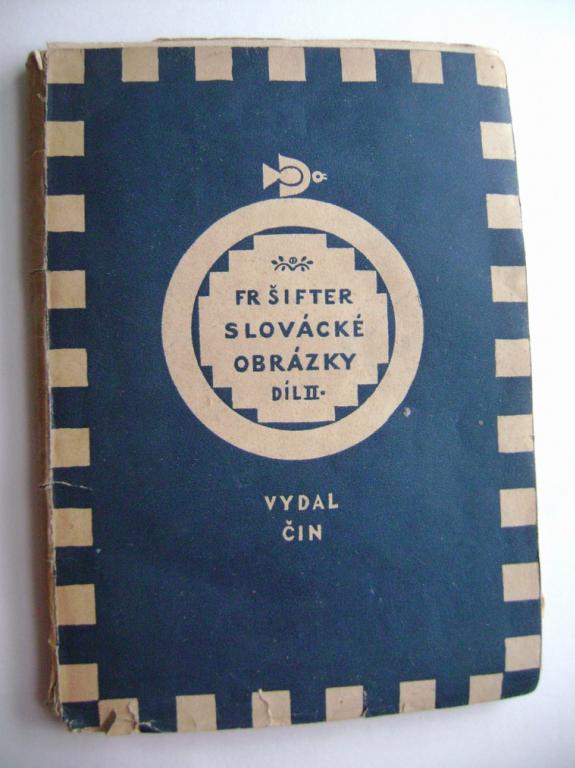 FR ŠIFTER
SLOVÁCKÉ
OBRÁZKY
DÍL II.
VYDAL
ČIN